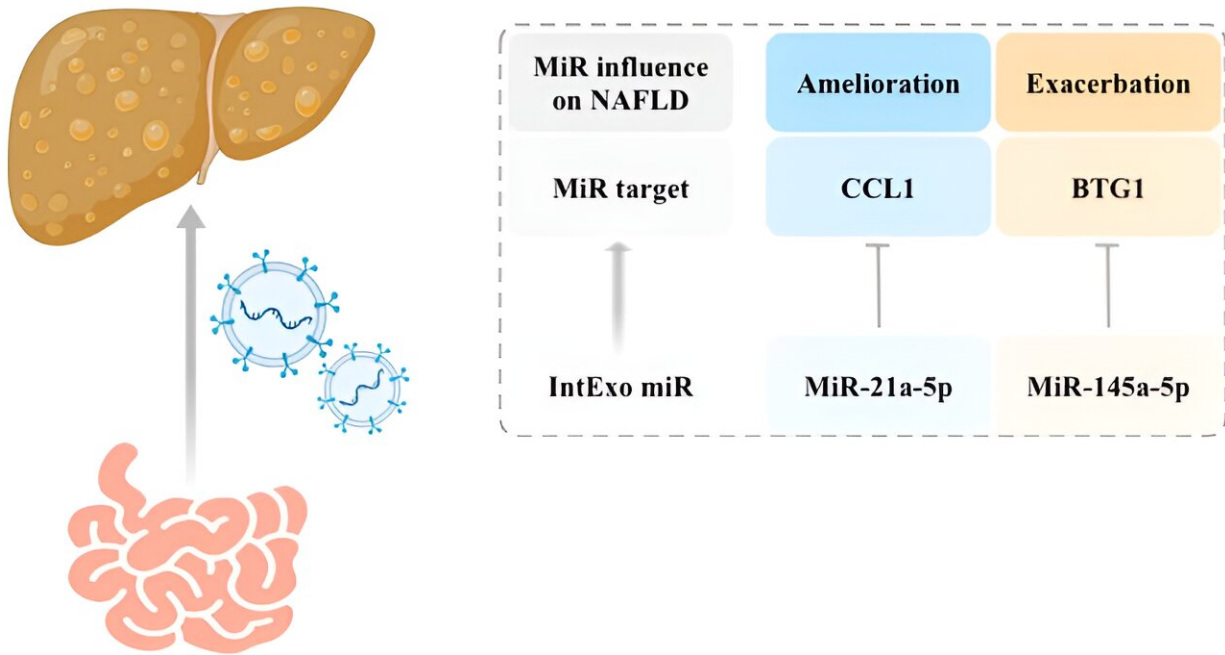 MiR influence
on NAFLD
Amelioration
Exacerbation
MiR target
CCL1
BTG1
IntExo miR
MiR-21a-5p
MiR-145a-5p